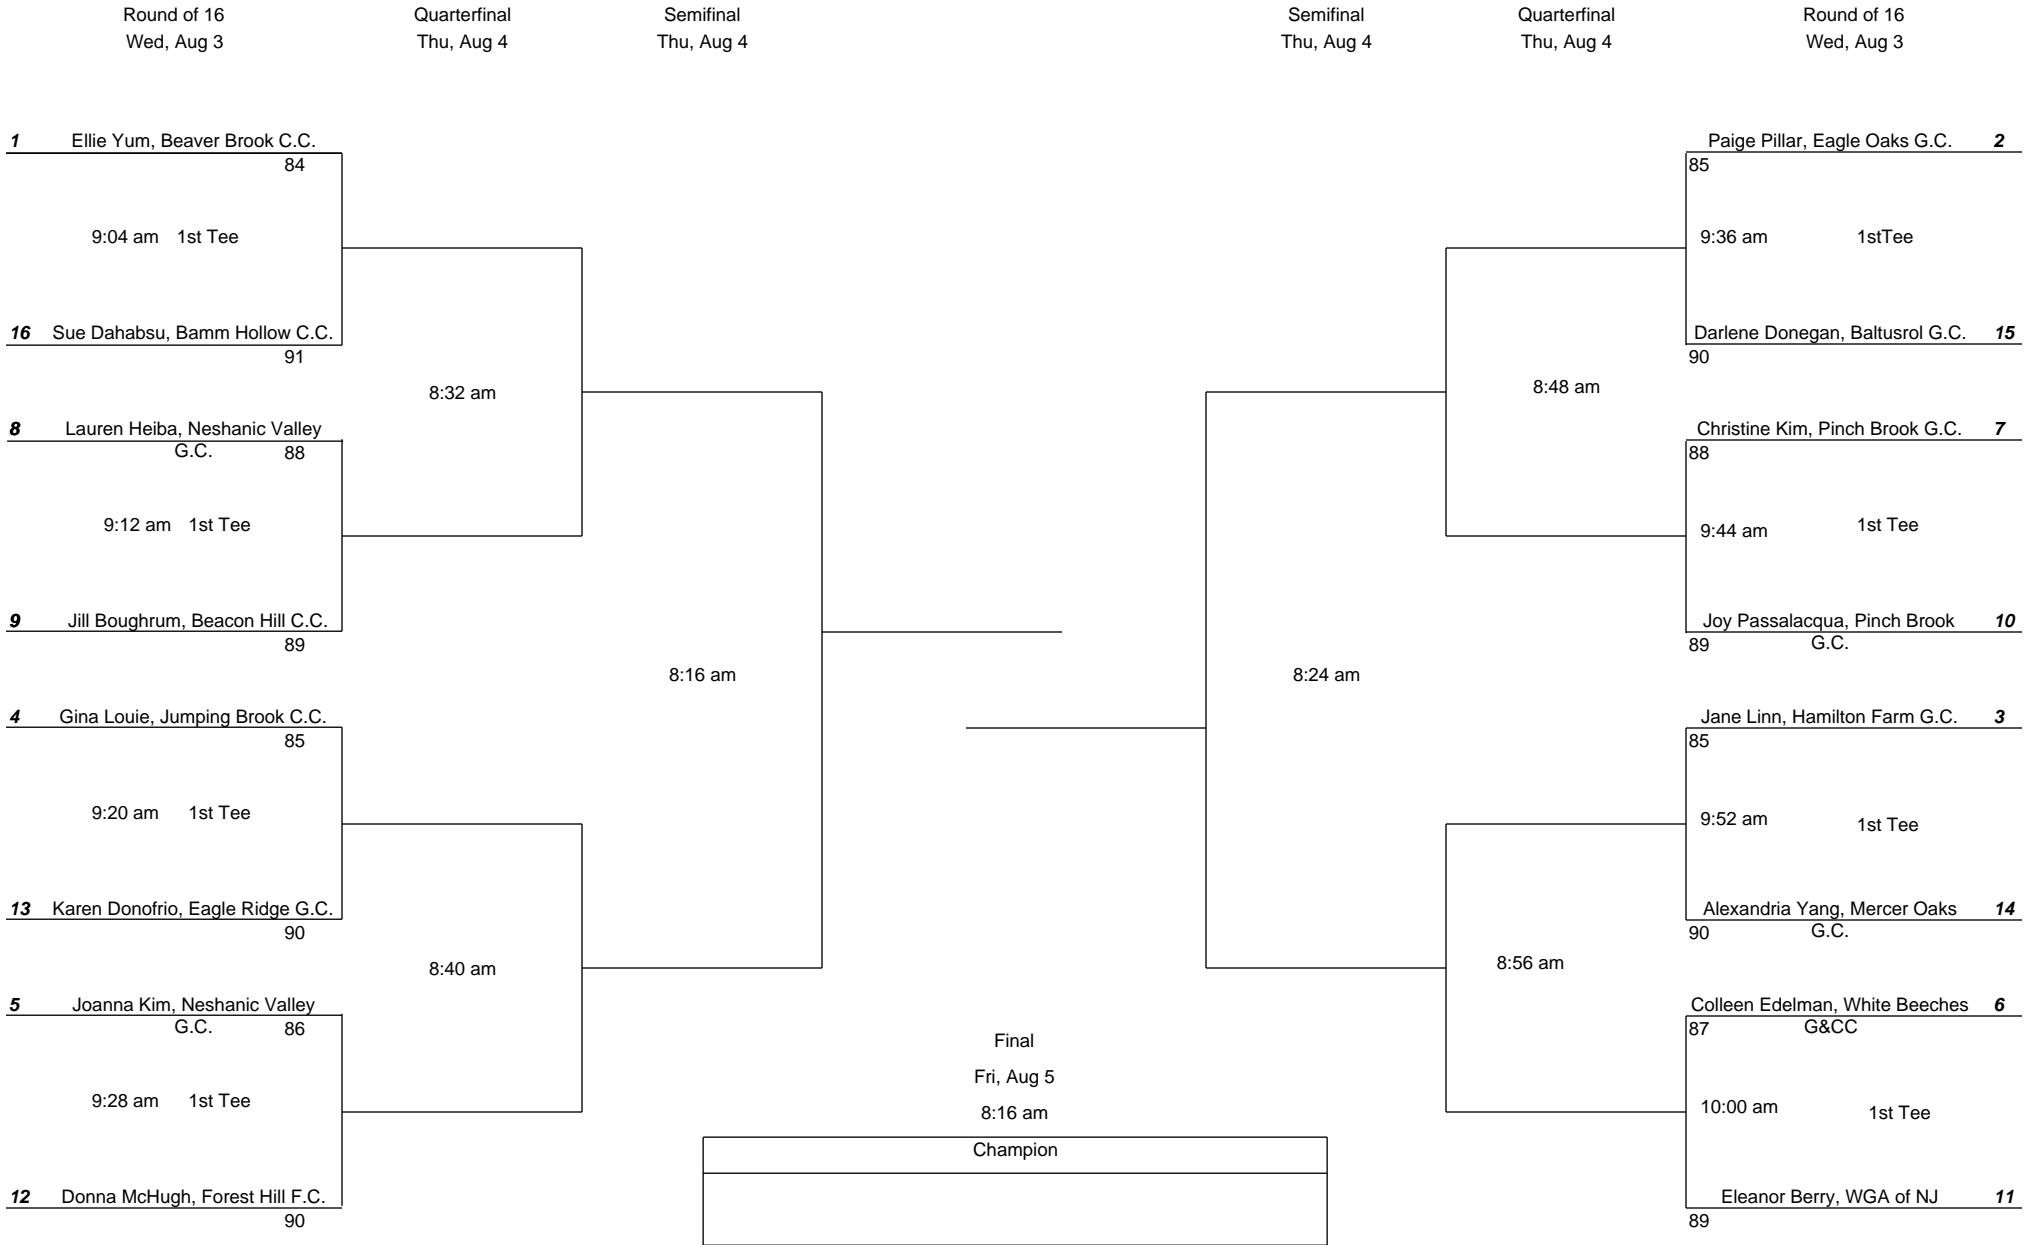 Round of 16
Wed, Aug 3
Quarterfinal
Thu, Aug 4
Semifinal
Thu, Aug 4
Semifinal
Thu, Aug 4
Quarterfinal
Thu, Aug 4
Round of 16
Wed, Aug 3
1 Ellie Yum, Beaver Brook C.C.
84
9:04 am 1st Tee
16 Sue Dahabsu, Bamm Hollow C.C.
91
8:32 am
8 Lauren Heiba, Neshanic Valley
G.C. 88
9:12 am 1st Tee
9 Jill Boughrum, Beacon Hill C.C.
89
8:16 am
4 Gina Louie, Jumping Brook C.C.
85
9:20 am 1st Tee
13 Karen Donofrio, Eagle Ridge G.C.
90
8:40 am
5 Joanna Kim, Neshanic Valley
G.C. 86
9:28 am 1st Tee
12 Donna McHugh, Forest Hill F.C.
90
Paige Pillar, Eagle Oaks G.C. 2
85
9:36 am 1stTee
Darlene Donegan, Baltusrol G.C. 15
90
8:48 am
Christine Kim, Pinch Brook G.C. 7
88
9:44 am 1st Tee
Joy Passalacqua, Pinch Brook 10
89 G.C.
8:24 am
Jane Linn, Hamilton Farm G.C. 3
85
9:52 am 1st Tee
Alexandria Yang, Mercer Oaks 14
90 G.C.
8:56 am
Colleen Edelman, White Beeches 6
87 G&CC
10:00 am 1st Tee
Eleanor Berry, WGA of NJ 11
89
Final
Fri, Aug 5
8:16 am
Champion